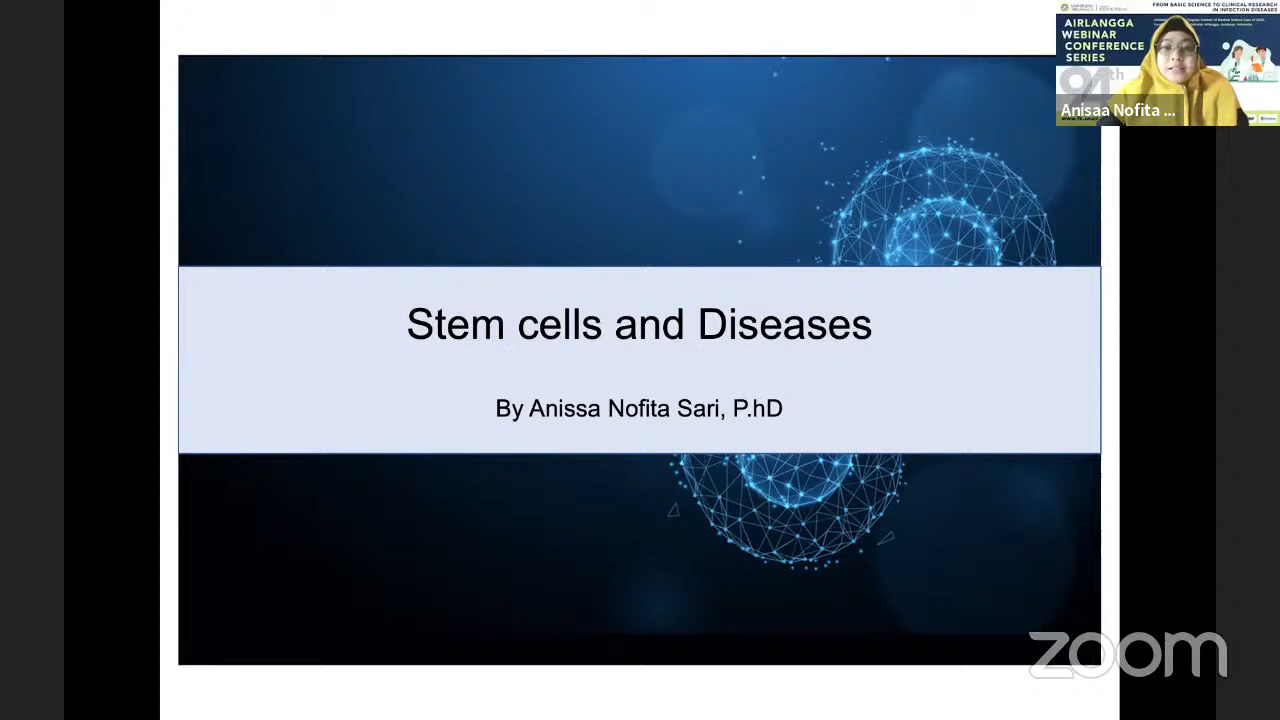 FROM BASIC SCIENCE TO CLINICAL RESEARCH
IN INFECTION DISEASES
AIRLANGGA
WEBINAR
CONFERENCE
SERIES
94th
Anisaa Nofita ...
Stem cells and Diseases
By Anissa Nofita Sari, P.hD
zoom